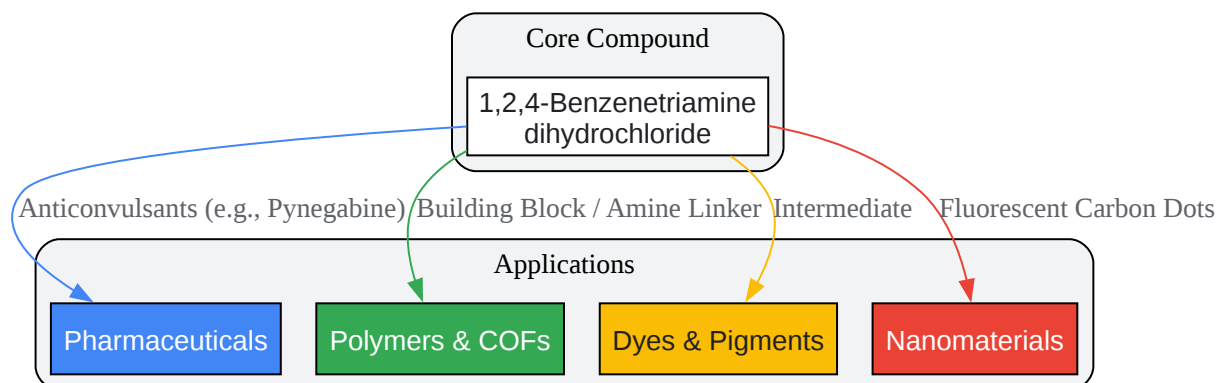 Core Compound
1,2,4-Benzenetriamine
dihydrochloride
Anticonvulsants (e.g., Pynegabine)
Building Block / Amine Linker
Intermediate
Fluorescent Carbon Dots
Applications
Pharmaceuticals
Polymers & COFs
Dyes & Pigments
Nanomaterials